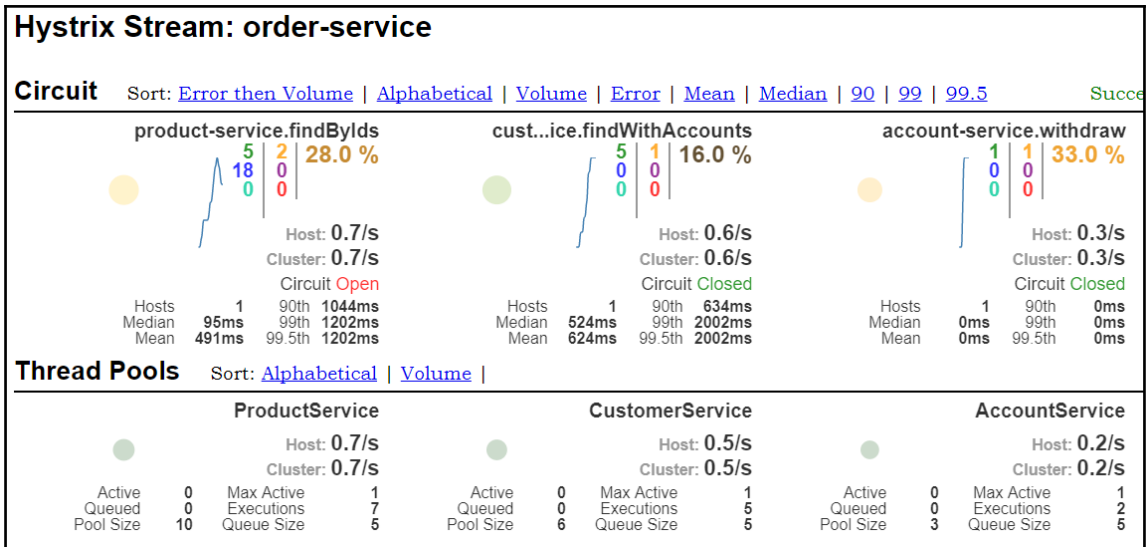 Hystrix Stream: order-service
Circuit Sort: Error then Volume | Alphabetical | Volume | Error | Mean | Median | 90 | 99 | 99.5 Succe
product-service.findByIds cust...ice.findWithAccounts account-service.withdraw
5 2 28.0 % 5 1 16.0 % 1 1 33.0 %
18 0 0 0 0 0
0 0 0 0 0 0
Host: 0.7/s Host: 0.6/s Host: 0.3/s
Cluster: 0.7/s Cluster: 0.6/s Cluster: 0.3/s
Circuit Open Circuit Closed Circuit Closed
Hosts 1 90th 1044ms Hosts 1 90th 634ms Hosts 1 90th 0ms
Median 95ms 99th 1202ms Median 524ms 99th 2002ms Median 0ms 99th 0ms
Mean 491ms 99.5th 1202ms Mean 624ms 99.5th 2002ms Mean 0ms 99.5th 0ms
Thread Pools Sort: Alphabetical | Volume |
ProductService CustomerService AccountService
Host: 0.7/s Host: 0.5/s Host: 0.2/s
Cluster: 0.7/s Cluster: 0.5/s Cluster: 0.2/s
Active 0 Max Active 1 Active 0 Max Active 1 Active 0 Max Active 1
Queued 0 Executions 7 Queued 0 Executions 5 Queued 0 Executions 2
Pool Size 10 Queue Size 5 Pool Size 6 Queue Size 5 Pool Size 3 Queue Size 5